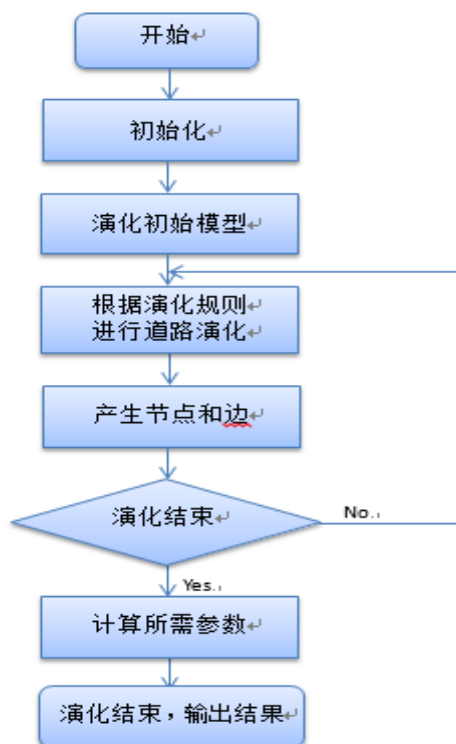 开始
初始化
演化初始模型
根据演化规则
进行道路演化
产生节点和边
演化结束
No.
Yes.
计算所需参数
演化结束，输出结果